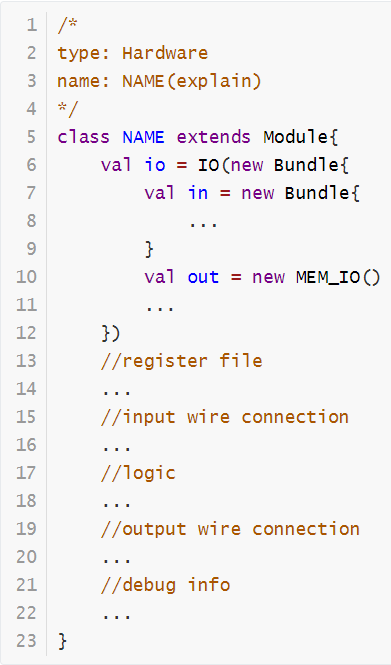 1 /*
2 type: Hardware
3 name: NAME(explain)
4 */
5 class NAME extends Module{
6     val io = IO(new Bundle{
7         val in = new Bundle{
8             ...
9         }
10         val out = new MEM_IO()
11         ...
12     })
13     //register file
14     ...
15     //input wire connection
16     ...
17     //logic
18     ...
19     //output wire connection
20     ...
21     //debug info
22     ...
23 }